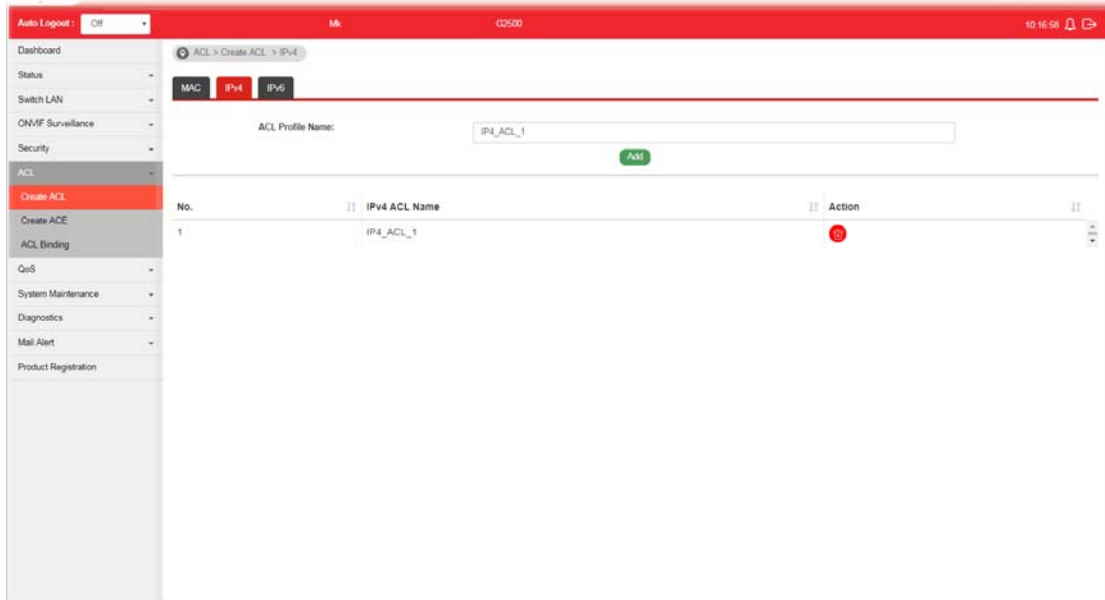 Auto Logout : Off Mk G2500 10:16:58
Dashboard
ACL > Create ACL > IPv4
Status
MAC IPv4 IPv6
Switch LAN
ONVIF Surveillance
ACL Profile Name: IP4_ACL_1
Security
Add
ACL
Create ACL
No. IPv4 ACL Name Action
Create ACE
1 IP4_ACL_1
ACL Binding
QoS
System Maintenance
Diagnostics
Mail Alert
Product Registration